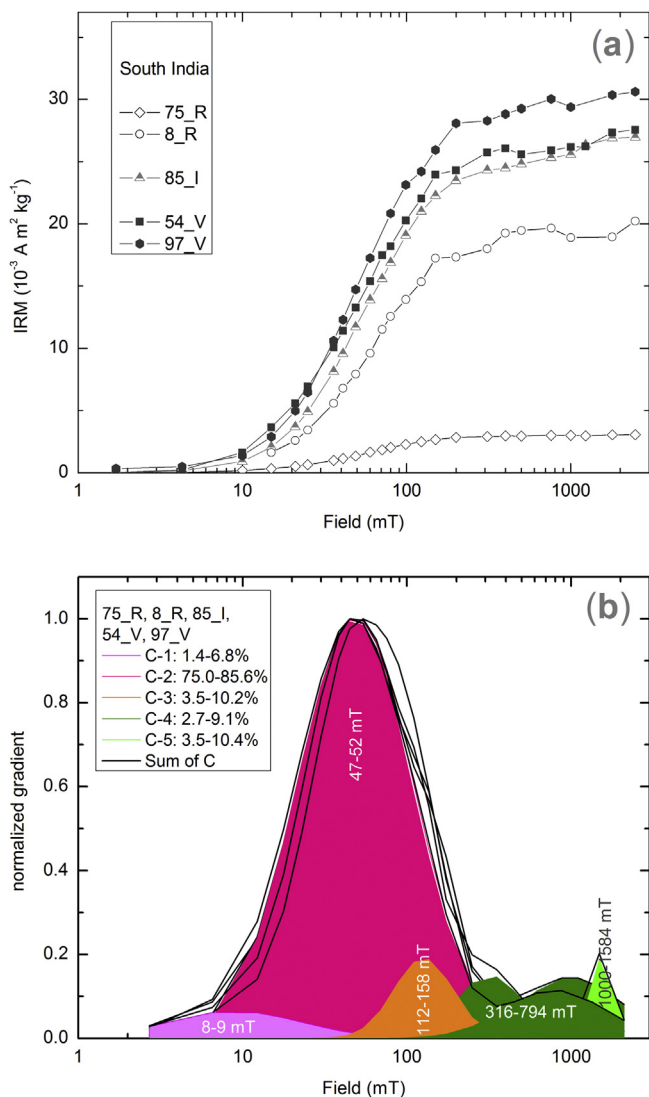 (a)
South India
75_R
8_R
85_I
54_V
97_V
30
20
10
0
IRM (10⁻³ A m² kg⁻¹)
1 10 100 1000
Field (mT)
(b)
75_R, 8_R, 85_I,
54_V, 97_V
C-1: 1.4-6.8%
C-2: 75.0-85.6%
C-3: 3.5-10.2%
C-4: 2.7-9.1%
C-5: 3.5-10.4%
Sum of C
1.0
0.8
0.6
0.4
0.2
0.0
normalized gradient
47-52 mT
8-9 mT
112-158 mT
316-794 mT
1000-1584 mT
1 10 100 1000
Field (mT)